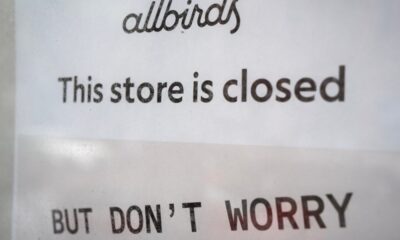 allbirds
This store is closed
BUT DON'T WORRY